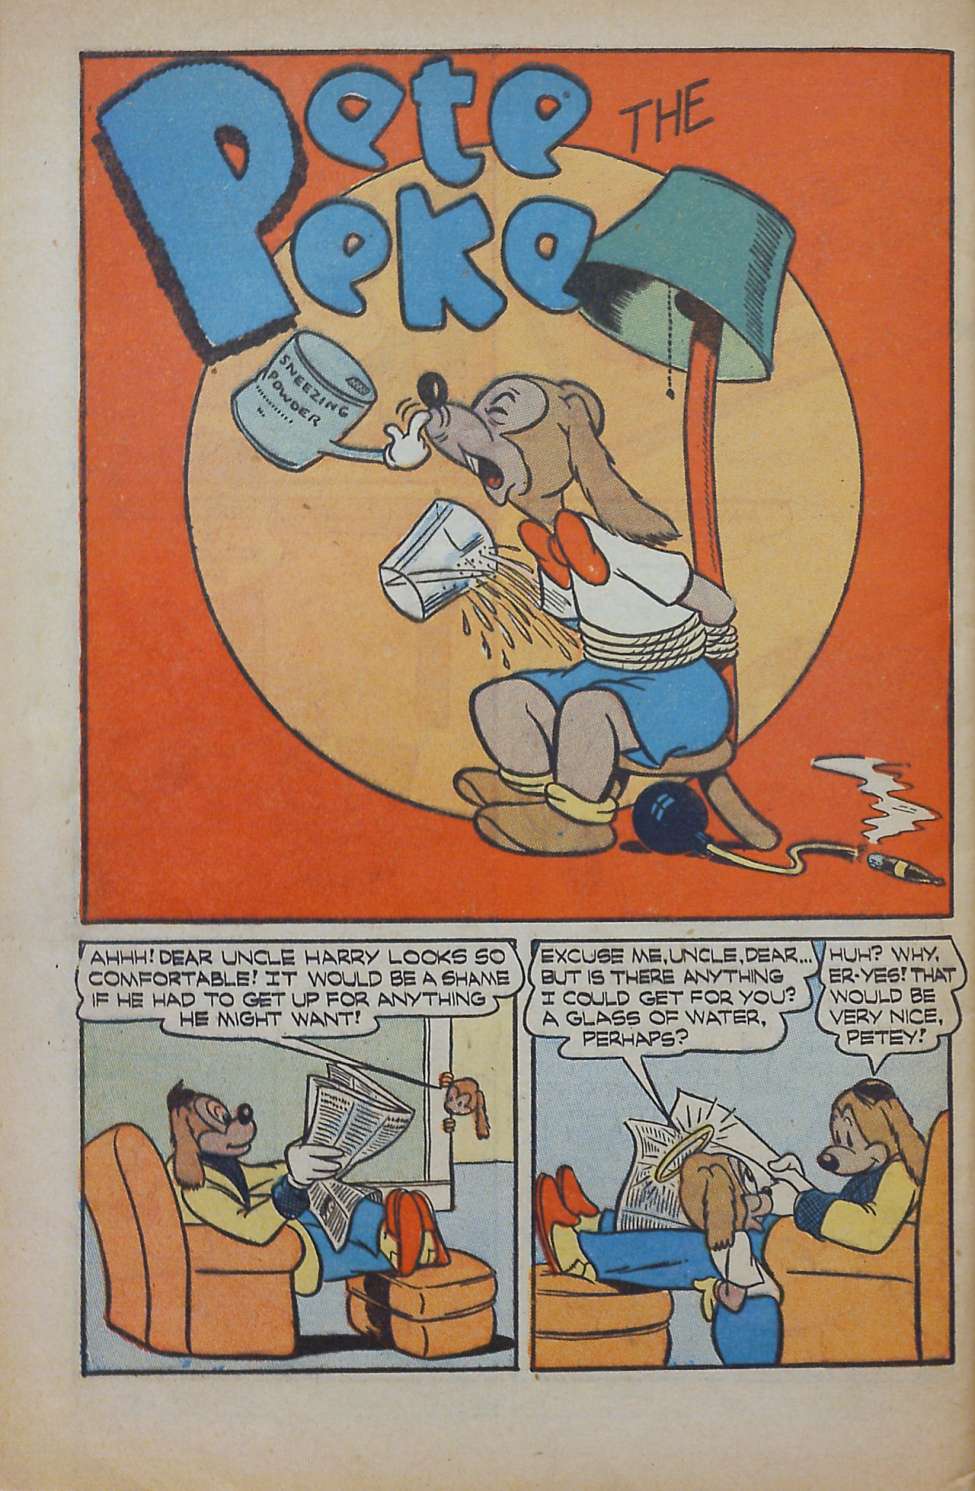 Pete THE
Peke
SNEEZING
POWDER
AHHH! DEAR UNCLE HARRY LOOKS SO
COMFORTABLE! IT WOULD BE A SHAME
IF HE HAD TO GET UP FOR ANYTHING
HE MIGHT WANT!
EXCUSE ME, UNCLE, DEAR...
BUT IS THERE ANYTHING
I COULD GET FOR YOU?
A GLASS OF WATER,
PERHAPS?
HUH? WHY,
ER-YES! THAT
WOULD BE
VERY NICE,
PETEY!